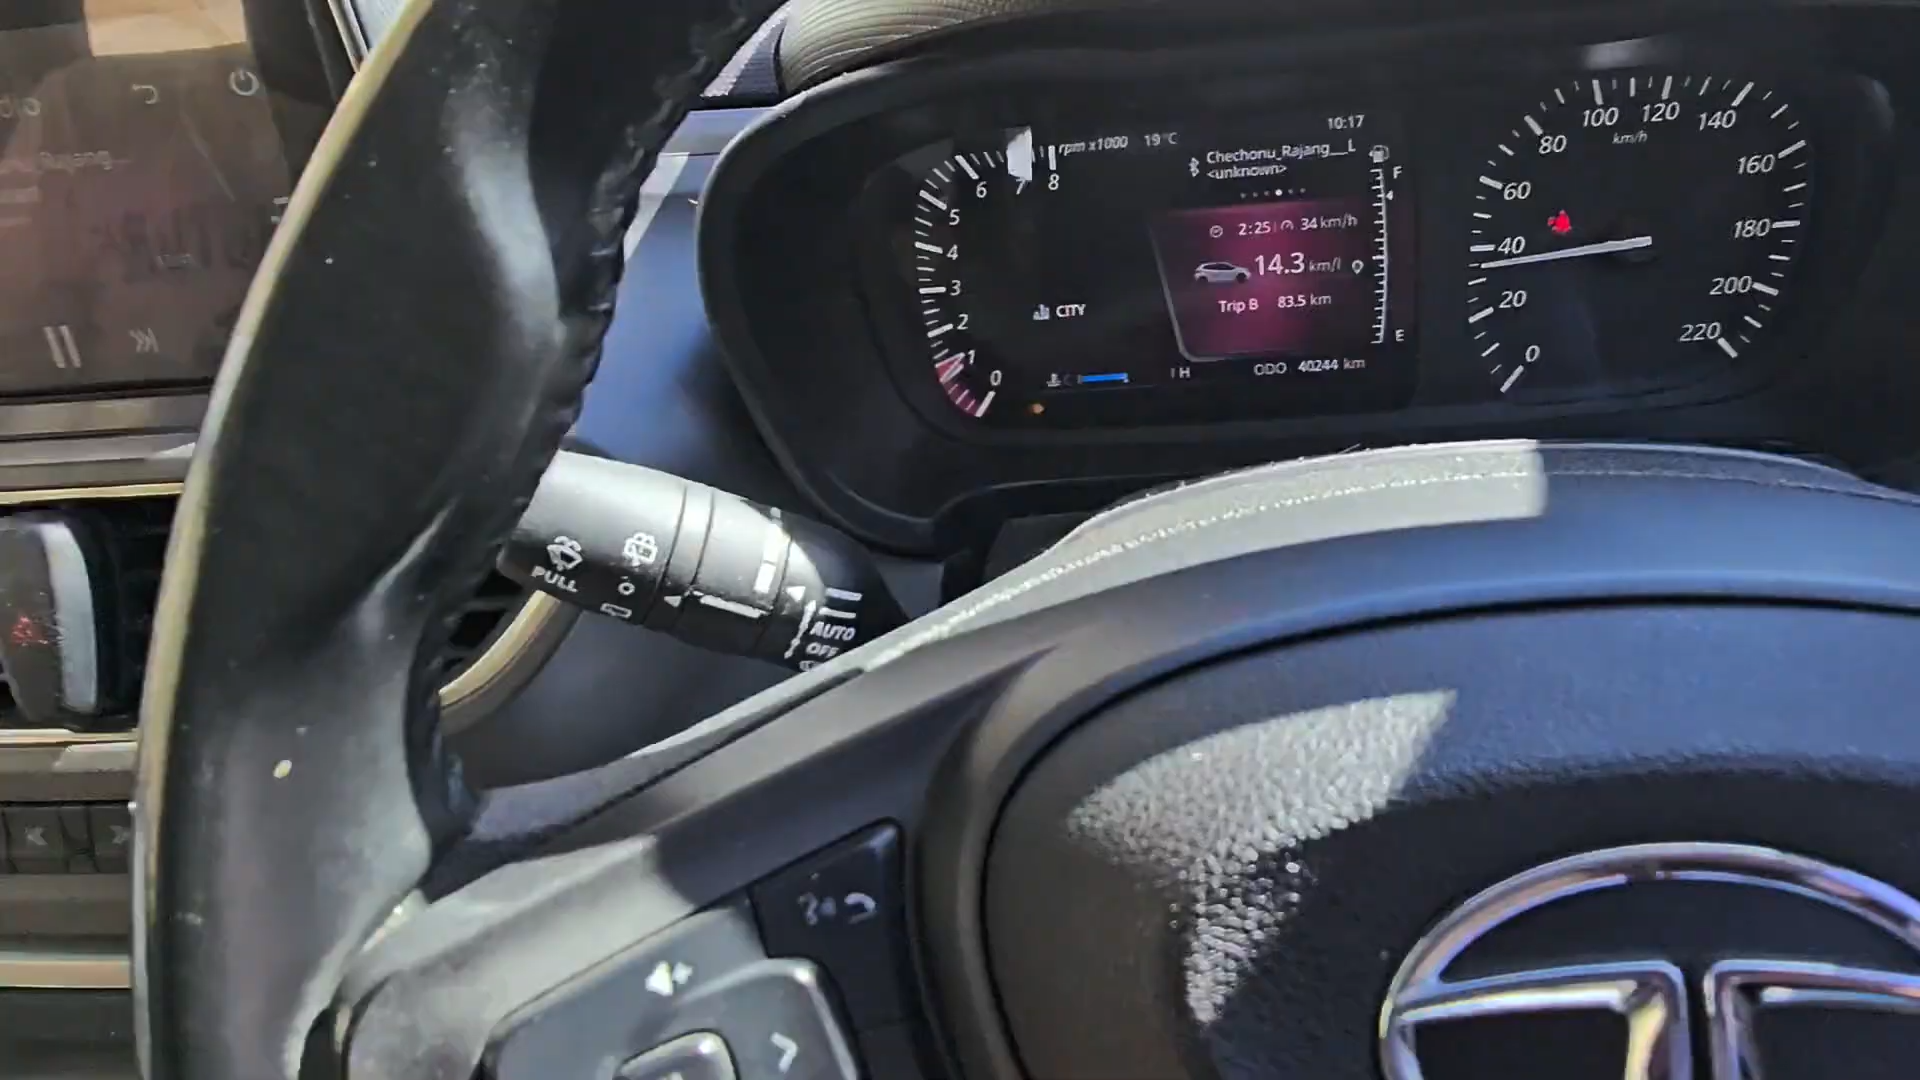 rpm x1000
19°C
10:17
Chechonu_Rajang__L
<unknown>
F
E
2:25 34 km/h
14.3 km/l
Trip B 83.5 km
CITY
ODO 40244 km
0
1
2
3
4
5
6
7
8
0
20
40
60
80
100
120
140
160
180
200
220
km/h
PULL
AUTO
OFF